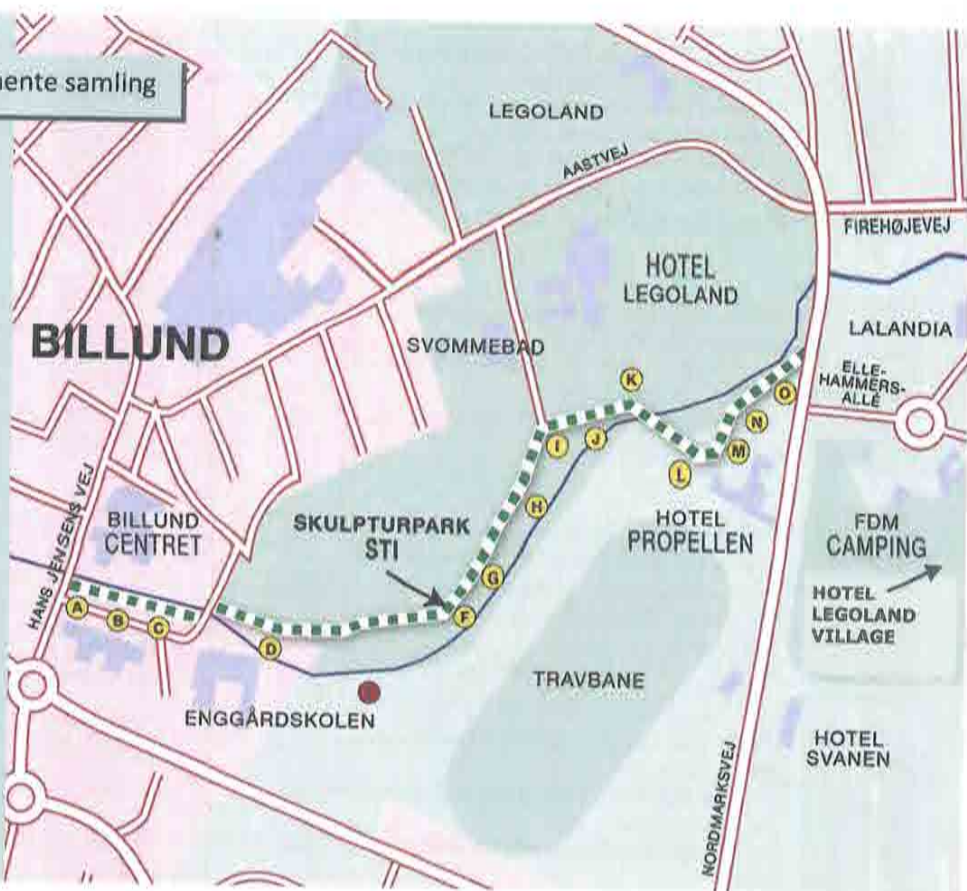 ente samling
LEGOLAND
AASTVEJ
FIREHØJEVEJ
HOTEL
LEGOLAND
LALANDIA
BILLUND
SVOMMEBAD
ELLE-
HAMMERS-
ALLÉ
K
O
N
I
J
M
L
HANS JENSENS VEJ
BILLUND
CENTRET
SKULPTURPARK
STI
H
HOTEL
PROPELLEN
FDM
CAMPING
G
HOTEL
LEGOLAND
VILLAGE
A
B
C
F
D
TRAVBANE
ENGGÅRDSKOLEN
HOTEL
SVANEN
NORDMARKSVEJ